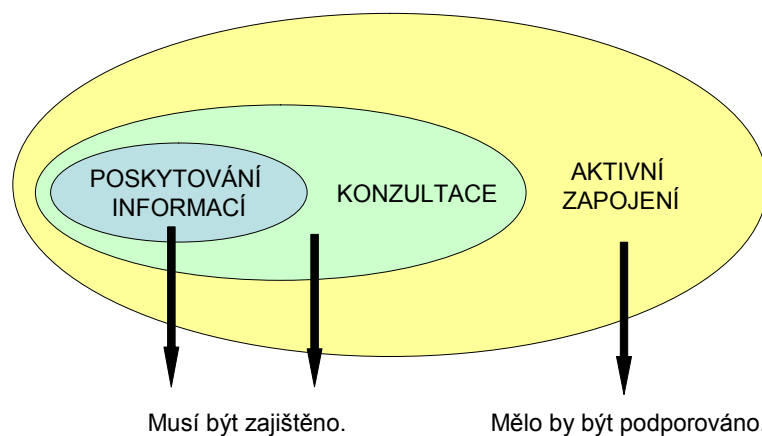 POSKYTOVÁNÍ
INFORMACÍ
KONZULTACE
AKTIVNÍ
ZAPOJENÍ
Musí být zajištěno.
Mělo by být podporováno.